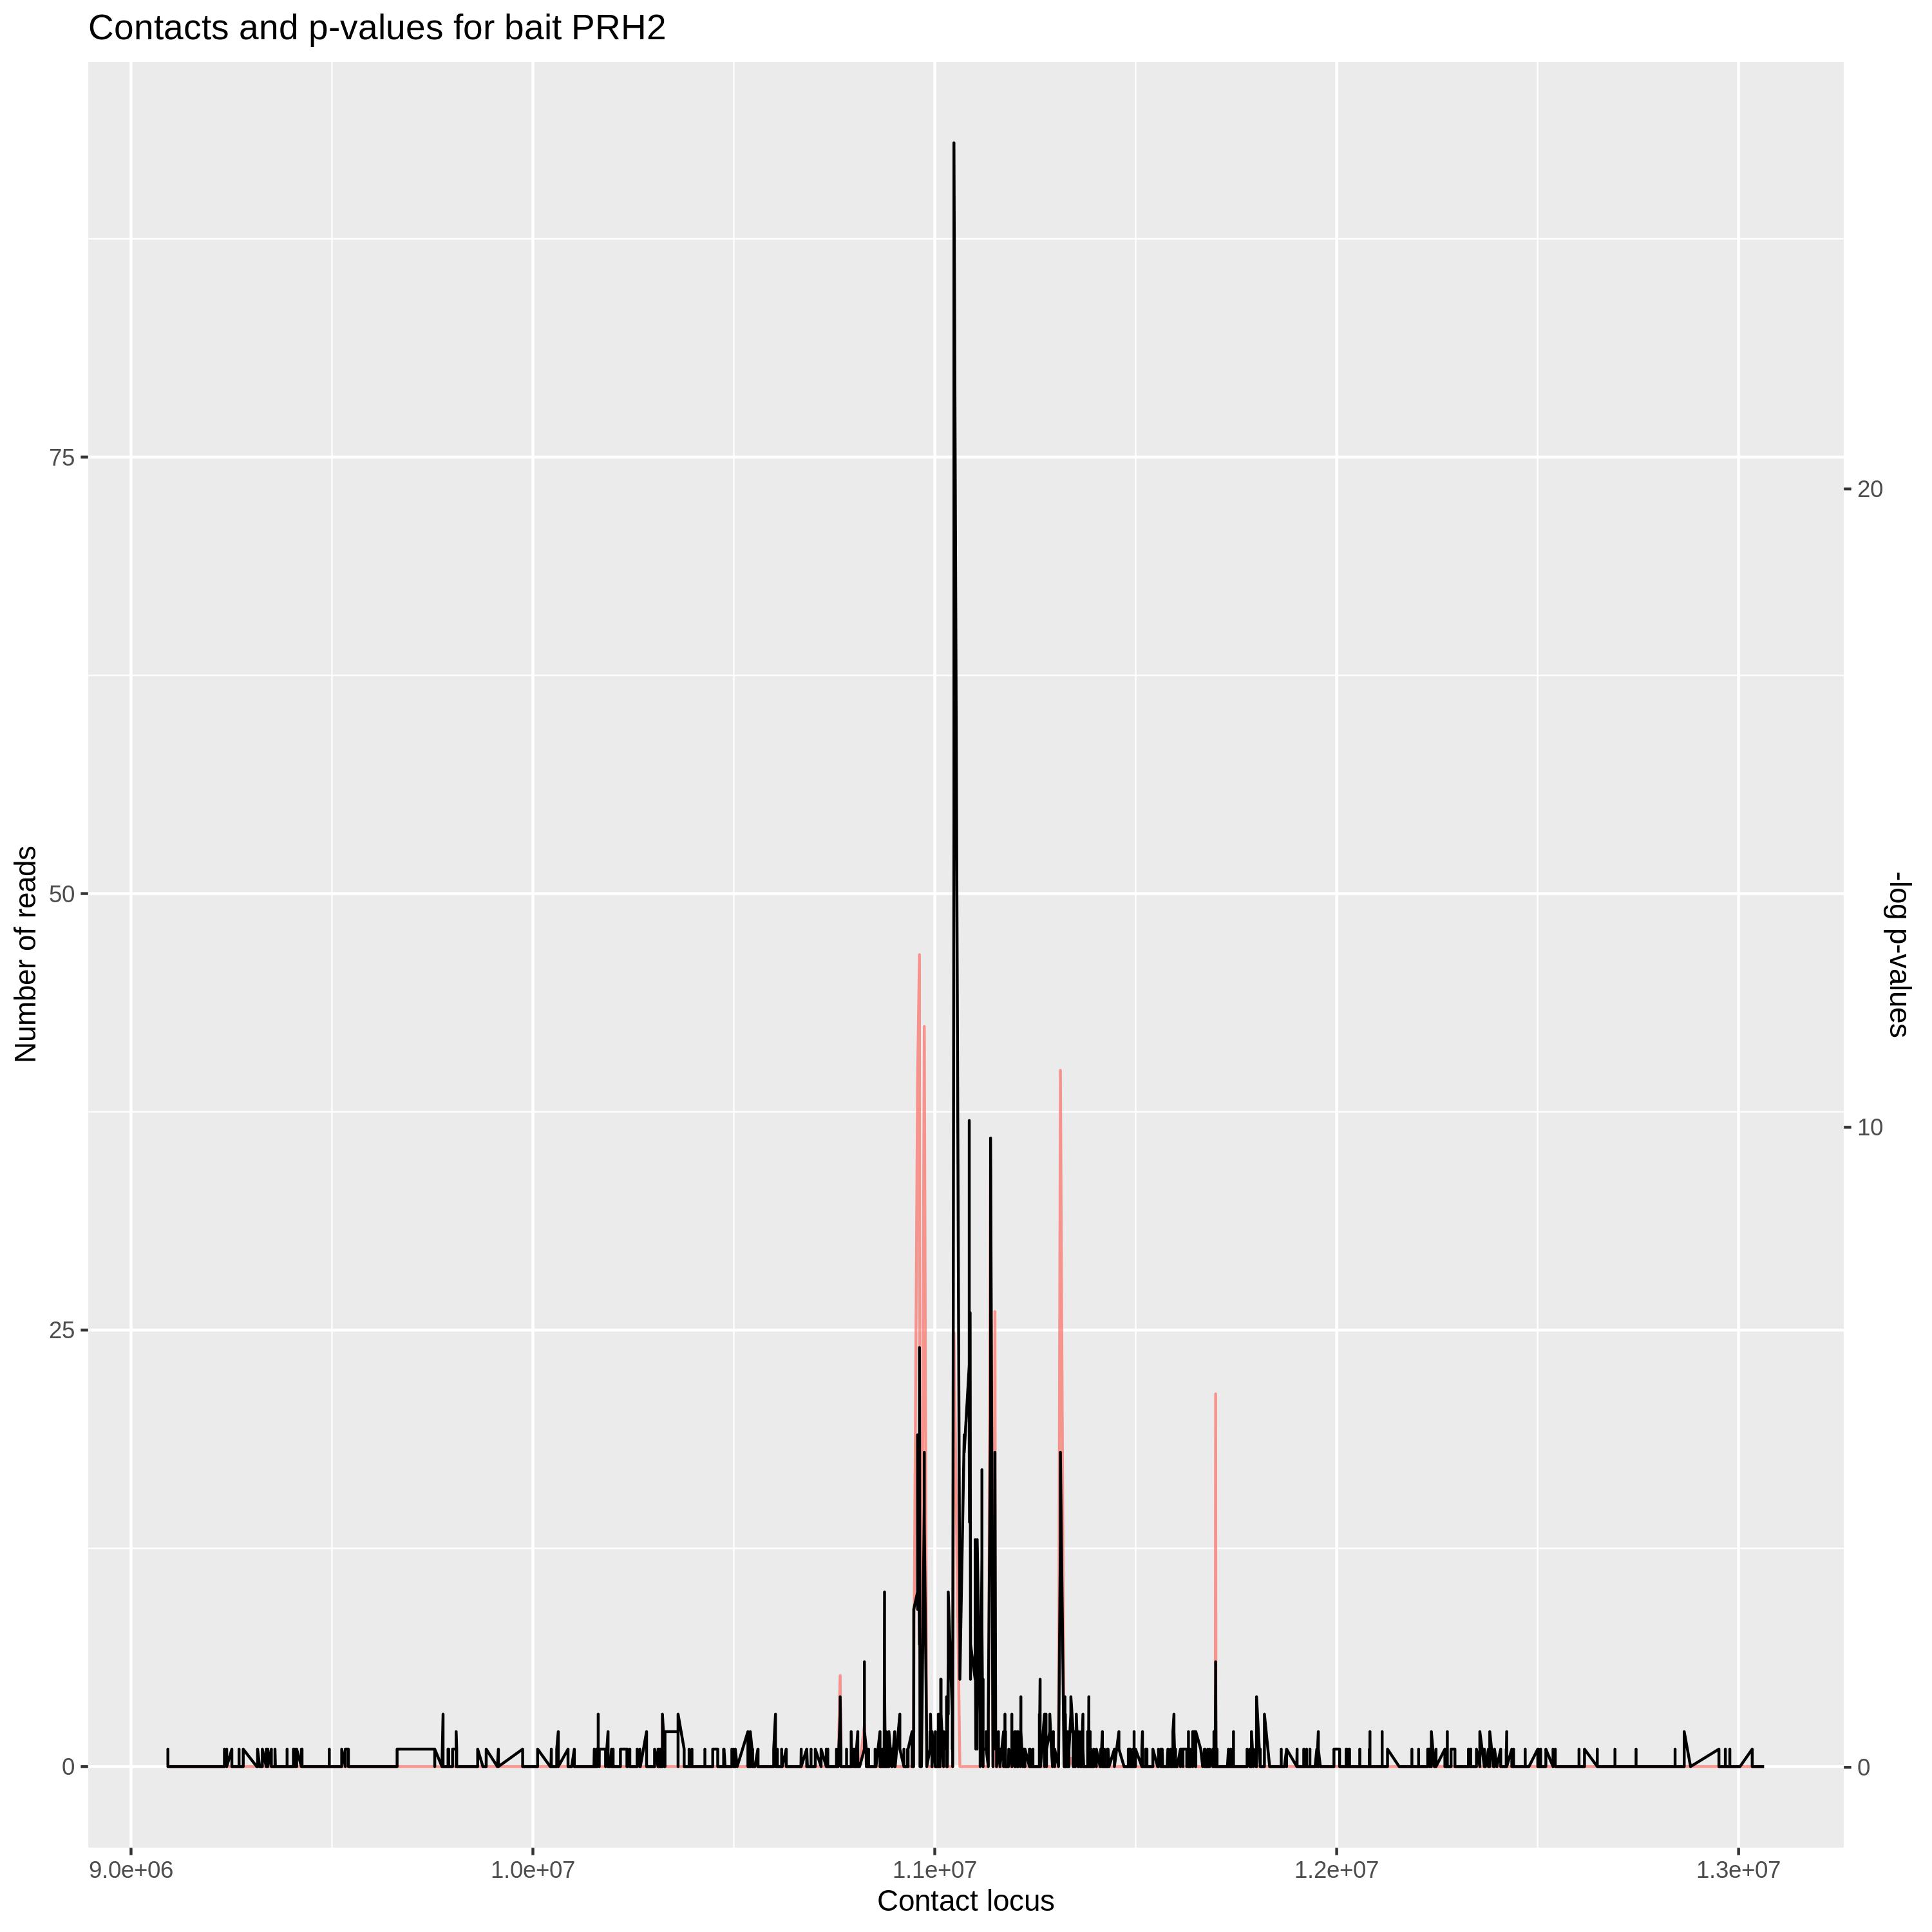 Contacts and p-values for bait PRH2
Number of reads
75
50
25
0
20
10
0
-log p-values
9.0e+06 1.0e+07 1.1e+07 1.2e+07 1.3e+07
Contact locus